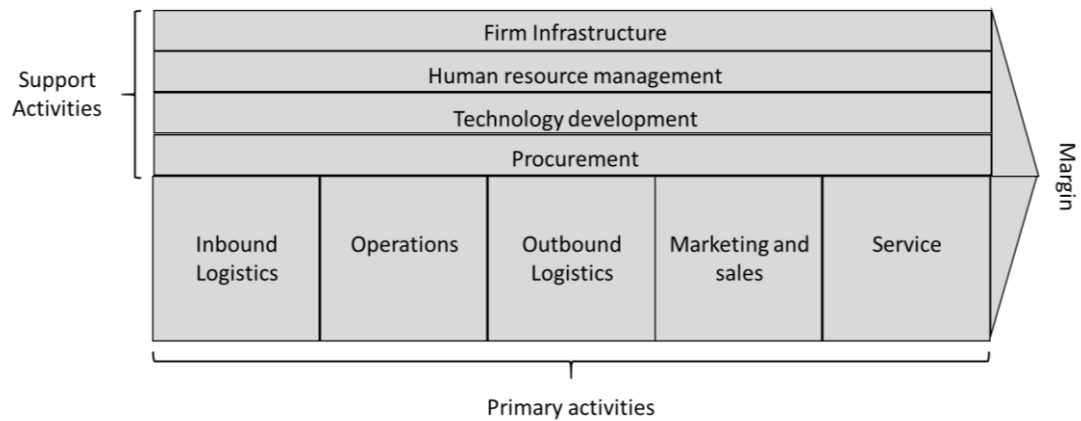 Firm Infrastructure
Support
Activities
Human resource management
Technology development
Procurement
Margin
Inbound
Logistics
Operations
Outbound
Logistics
Marketing and
sales
Service
Primary activities